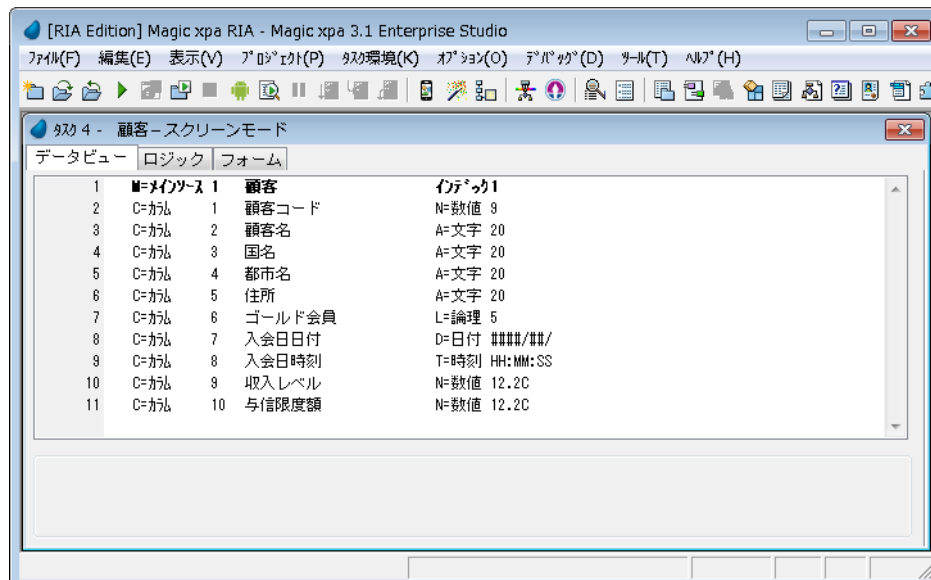 [RIA Edition] Magic xpa RIA - Magic xpa 3.1 Enterprise Studio
ﾌｧｲﾙ(F) 編集(E) 表示(V) ﾌﾟﾛｼﾞｪｸﾄ(P) ﾀｽｸ環境(K) ｵﾌﾟｼｮﾝ(O) ﾃﾞﾊﾞｯｸﾞ(D) ﾂｰﾙ(T) ﾍﾙﾌﾟ(H)
ﾀｽｸ 4 - 顧客－スクリーンモード
データビュー ロジック フォーム
1 M=ﾒｲﾝｿｰｽ 1 顧客 ｲﾝﾃﾞｯｸ1
2 C=ｶﾗﾑ 1 顧客コード N=数値 9
3 C=ｶﾗﾑ 2 顧客名 A=文字 20
4 C=ｶﾗﾑ 3 国名 A=文字 20
5 C=ｶﾗﾑ 4 都市名 A=文字 20
6 C=ｶﾗﾑ 5 住所 A=文字 20
7 C=ｶﾗﾑ 6 ゴールド会員 L=論理 5
8 C=ｶﾗﾑ 7 入会日日付 D=日付 ####/##/
9 C=ｶﾗﾑ 8 入会日時刻 T=時刻 HH:MM:SS
10 C=ｶﾗﾑ 9 収入レベル N=数値 12.2C
11 C=ｶﾗﾑ 10 与信限度額 N=数値 12.2C